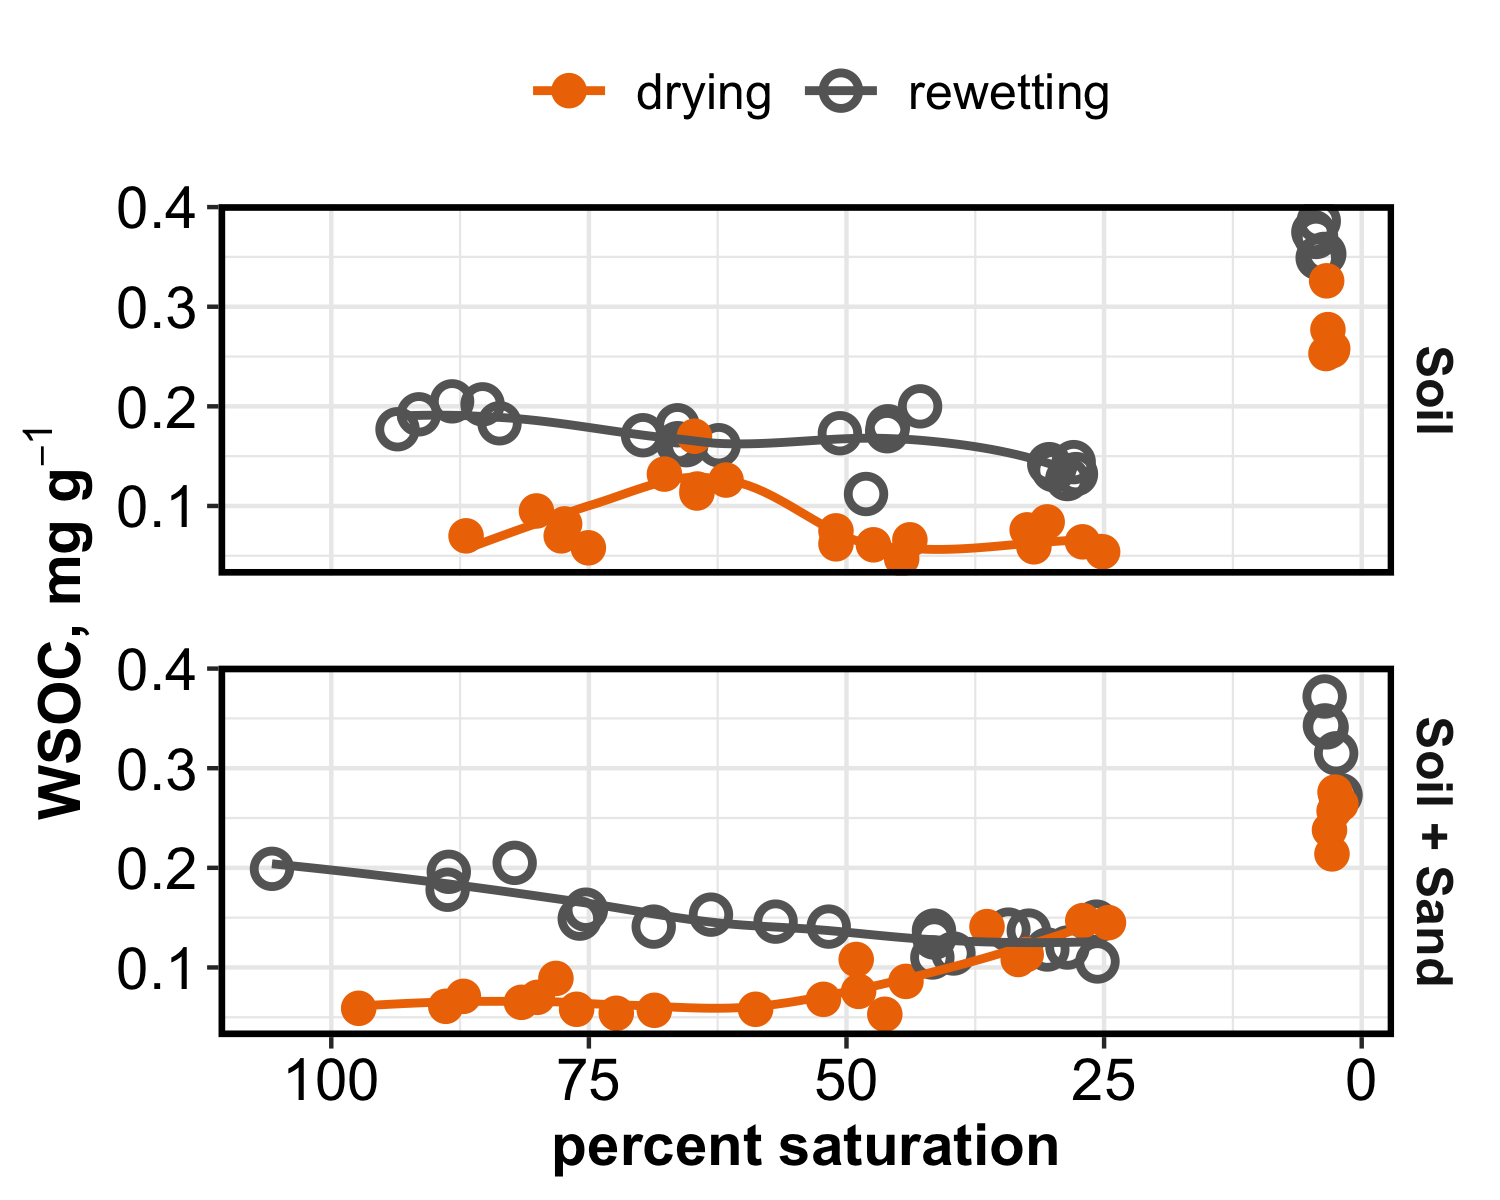 drying rewetting
0.4
0.3
0.2
0.1
Soil
WSOC, mg g⁻¹
0.4
0.3
0.2
0.1
Soil + Sand
100 75 50 25 0
percent saturation